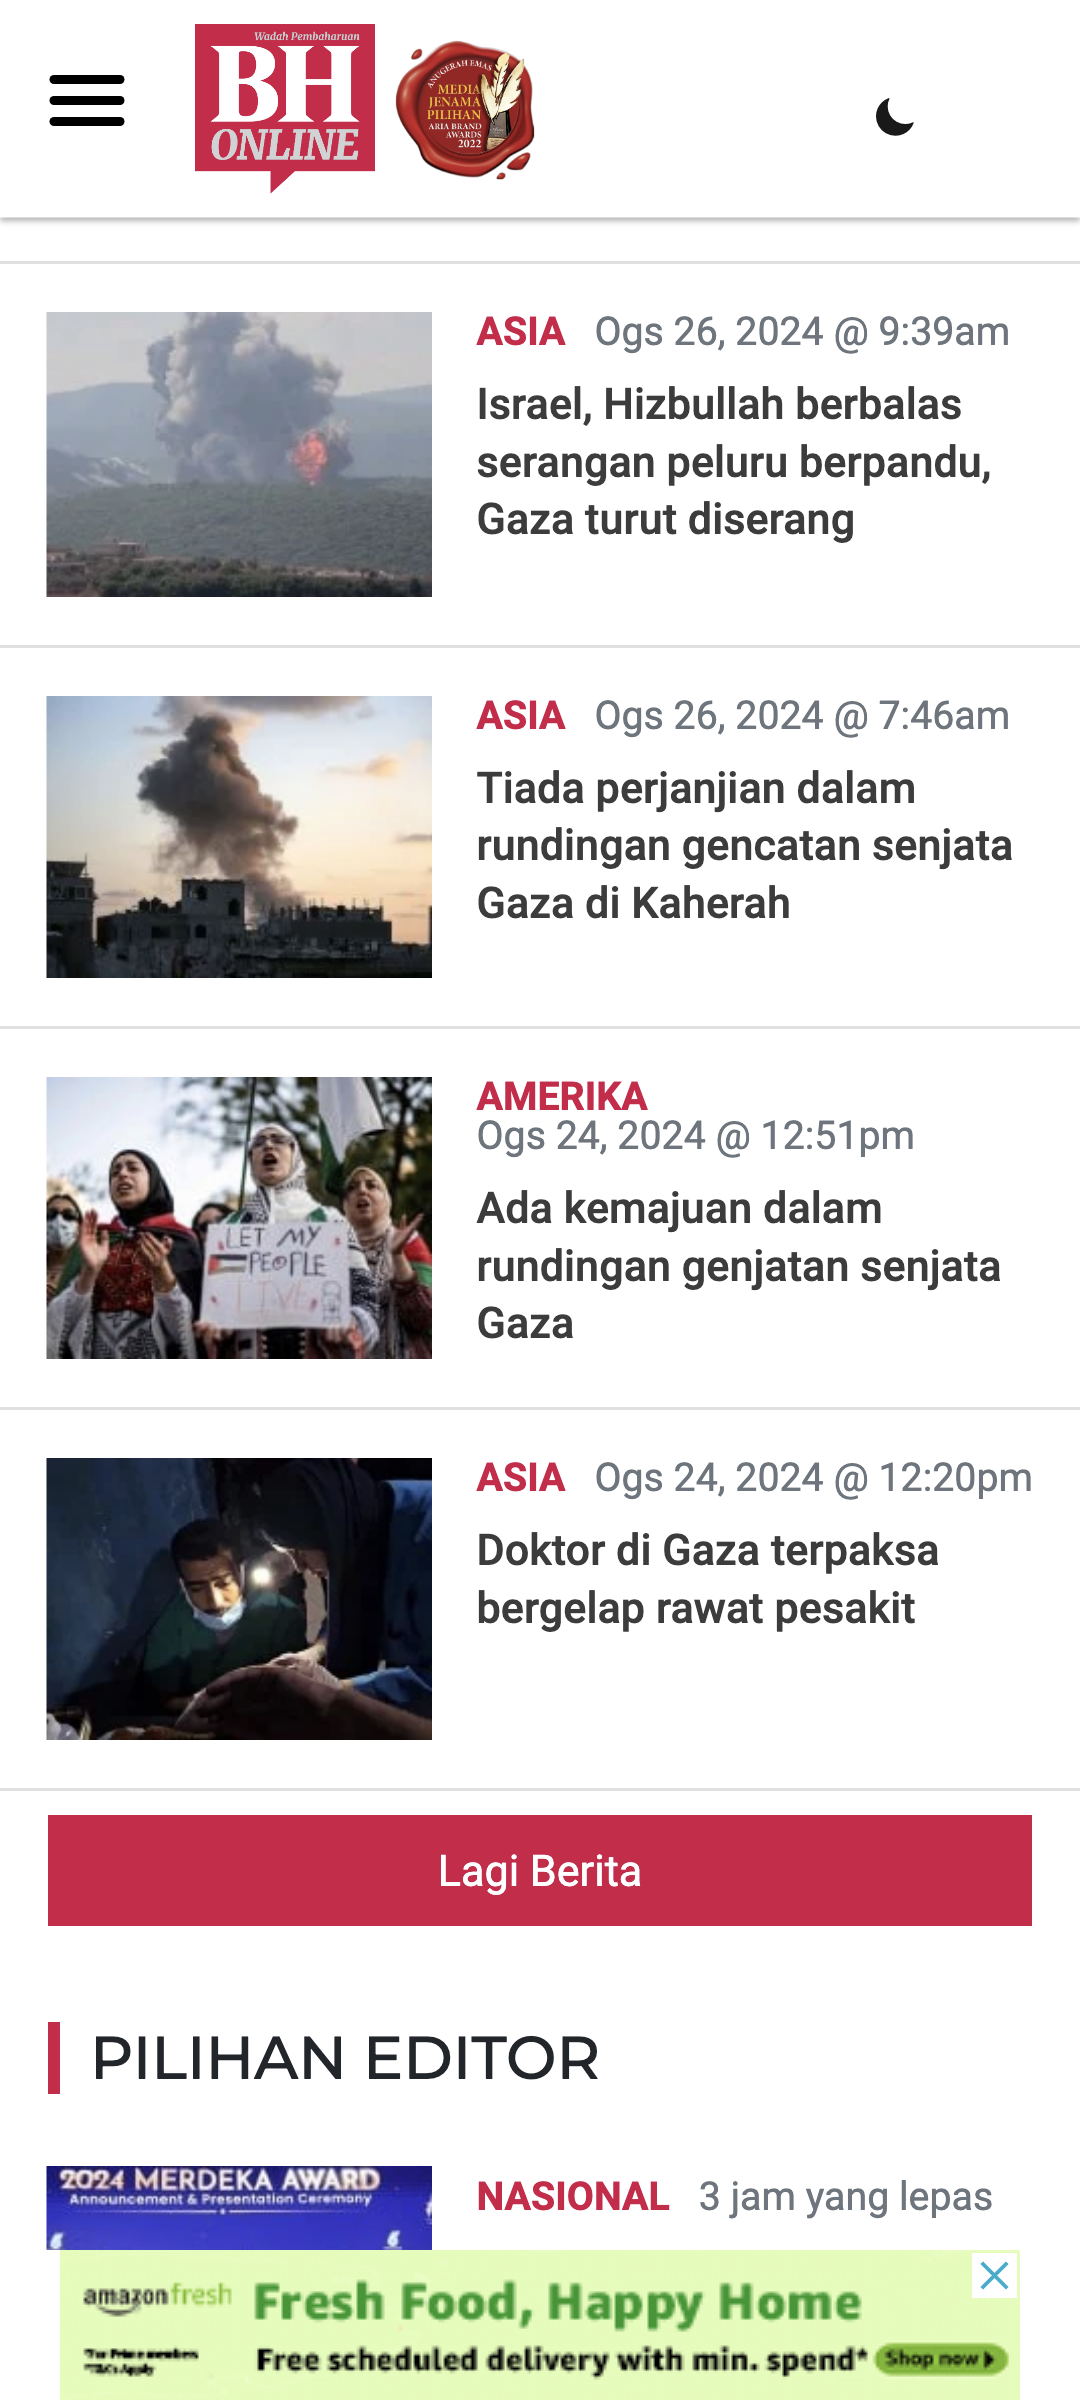 Wadah Pembaharuan
BH
ONLINE
ANUGERAH EMAS
MEDIA
JENAMA
PILIHAN
ARIA BRAND
AWARDS
2022
ASIA Ogs 26, 2024 @ 9:39am
Israel, Hizbullah berbalas
serangan peluru berpandu,
Gaza turut diserang
ASIA Ogs 26, 2024 @ 7:46am
Tiada perjanjian dalam
rundingan gencatan senjata
Gaza di Kaherah
AMERIKA
Ogs 24, 2024 @ 12:51pm
Ada kemajuan dalam
rundingan genjatan senjata
Gaza
LET MY
PEOPLE
LIVE
ASIA Ogs 24, 2024 @ 12:20pm
Doktor di Gaza terpaksa
bergelap rawat pesakit
Lagi Berita
PILIHAN EDITOR
2024 MERDEKA AWARD
Announcement & Presentation Ceremony
NASIONAL 3 jam yang lepas
amazon fresh
Fresh Food, Happy Home
*For Prime members
*T&Cs Apply
Free scheduled delivery with min. spend*
Shop now